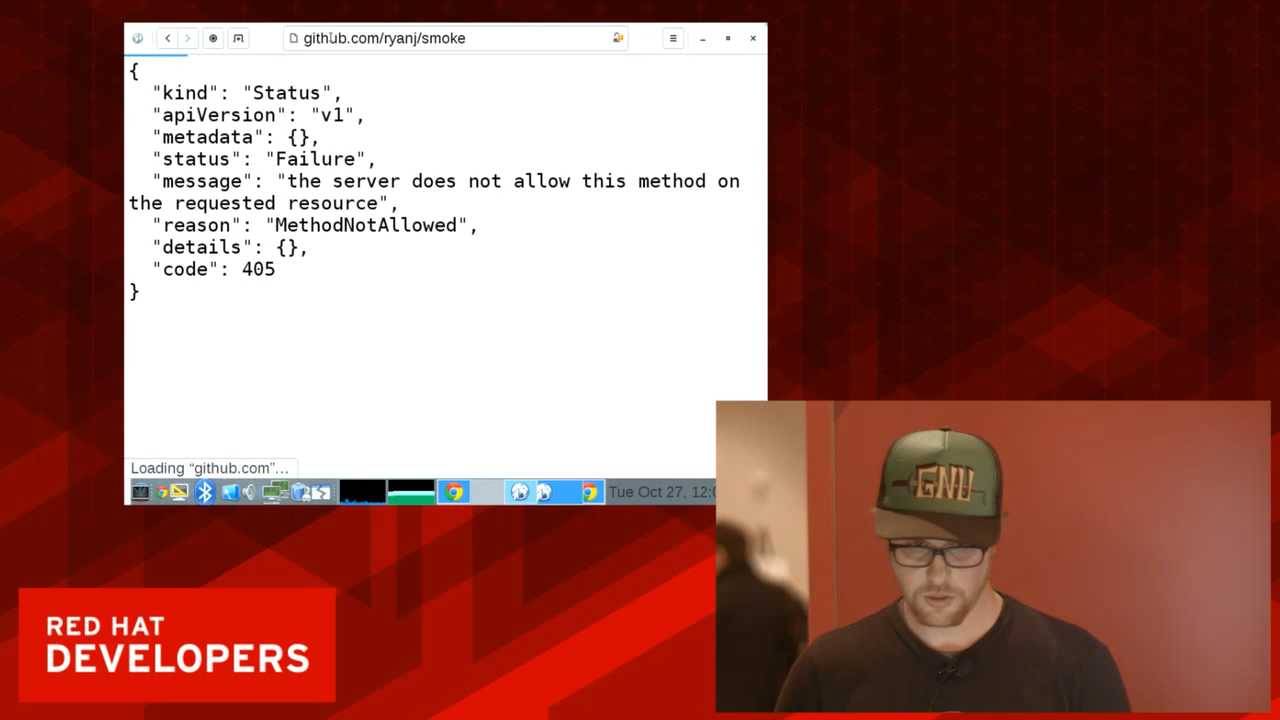 github.com/ryanj/smoke
{
"kind": "Status",
"apiVersion": "v1",
"metadata": {},
"status": "Failure",
"message": "the server does not allow this method on
the requested resource",
"reason": "MethodNotAllowed",
"details": {},
"code": 405
}
Loading “github.com”…
Tue Oct 27, 12:0
GNU
RED HAT
DEVELOPERS